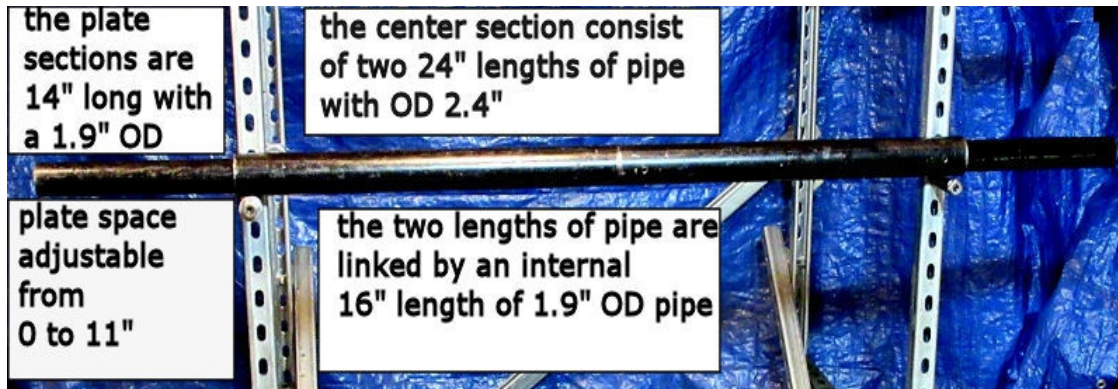 the plate
sections are
14" long with
a 1.9" OD
the center section consist
of two 24" lengths of pipe
with OD 2.4"
plate space
adjustable
from
0 to 11"
the two lengths of pipe are
linked by an internal
16" length of 1.9" OD pipe